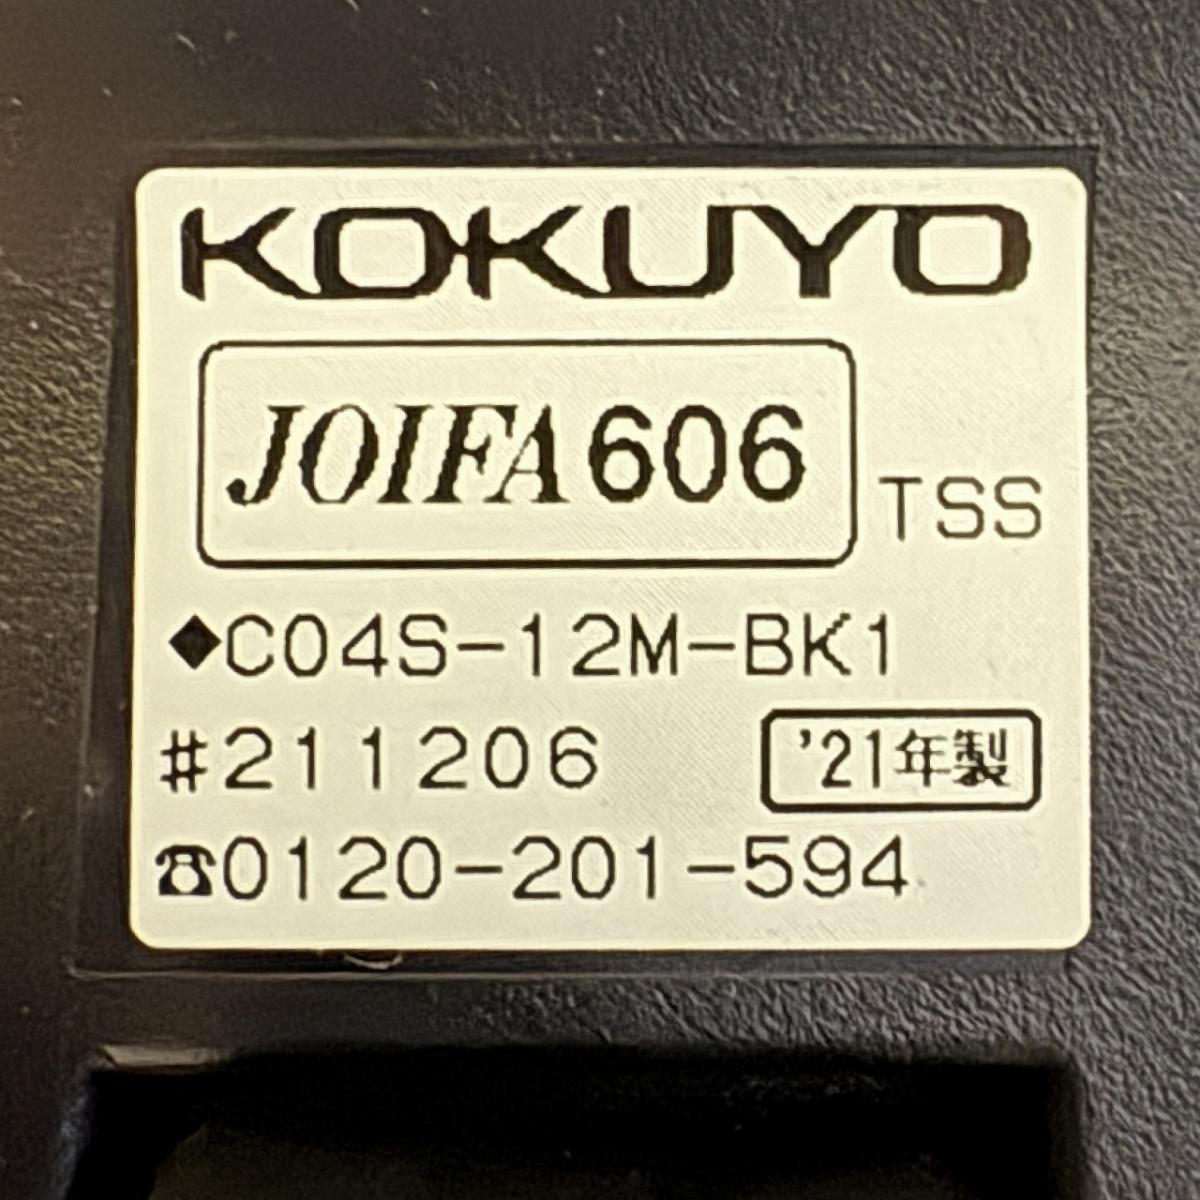 KOKUYO
JOIFA606
TSS
◆C04S-12M-BK1
#211206
'21年製
☎0120-201-594